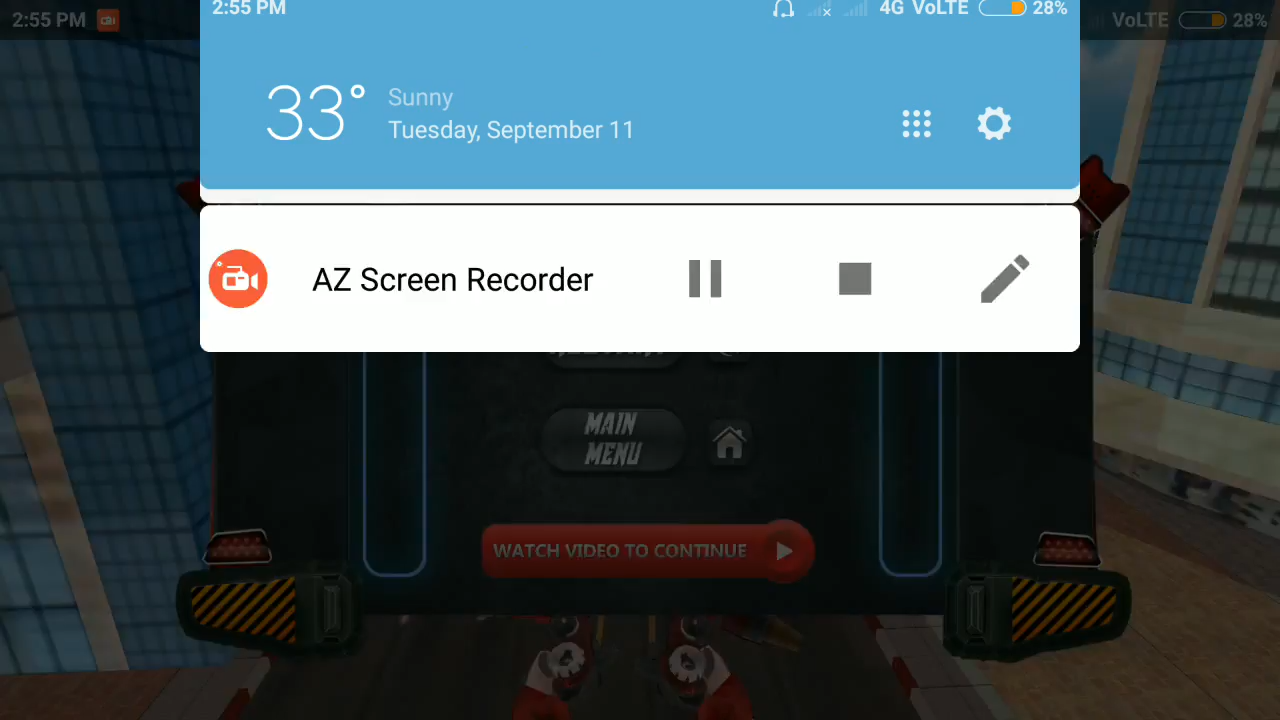 2:55 PM
2:55 PM
4G VoLTE 28%
VoLTE 28%
33°
Sunny
Tuesday, September 11
AZ Screen Recorder
MAIN
MENU
WATCH VIDEO TO CONTINUE